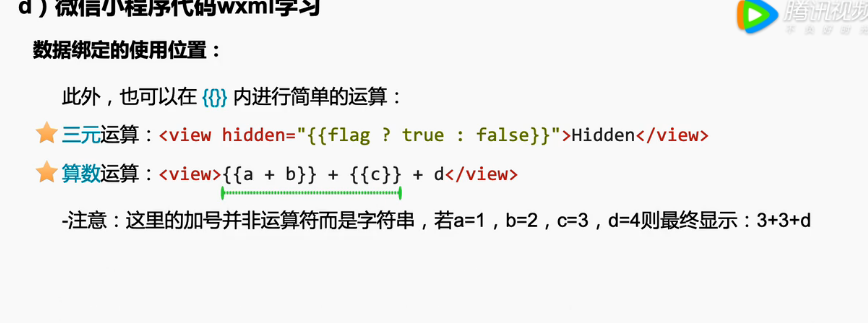 d）微信小程序代码wxml学习
腾讯视频
数据绑定的使用位置：
此外，也可以在 {{}} 内进行简单的运算：
三元运算：<view hidden="{{flag ? true : false}}">Hidden</view>
算数运算：<view>{{a + b}} + {{c}} + d</view>
-注意：这里的加号并非运算符而是字符串，若a=1，b=2，c=3，d=4则最终显示：3+3+d